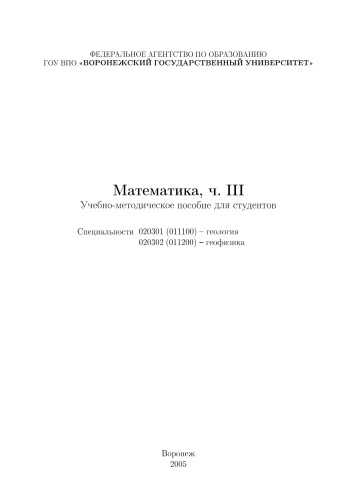 ФЕДЕРАЛЬНОЕ АГЕНТСТВО ПО ОБРАЗОВАНИЮ
ГОУ ВПО «ВОРОНЕЖСКИЙ ГОСУДАРСТВЕННЫЙ УНИВЕРСИТЕТ»
Математика, ч. III
Учебно-методическое пособие для студентов
Специальности 020301 (011100) – геология
020302 (011200) – геофизика
Воронеж
2005